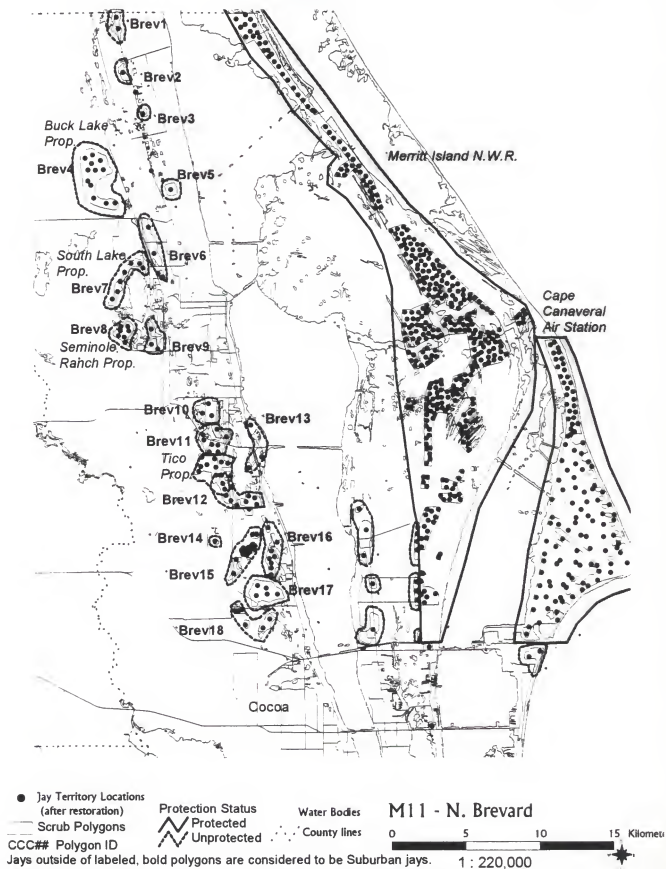 Brev1
Brev2
Brev3
Buck Lake
Prop.
Brev4
Brev5
Merritt Island N.W.R.
Brev6
South Lake
Prop.
Brev7
Cape
Canaveral
Air Station
Brev8
Seminole
Rahch Prop.
Brev9
Brev10
Brev13
Brev11
Tico
Prop.
Brev12
Brev14
Brev16
Brev15
Brev17
Brev18
Cocoa
Jay Territory Locations
(after restoration)
Scrub Polygons
CCC## Polygon ID
Protection Status
Protected
Unprotected
Water Bodies
County lines
M11 - N. Brevard
0 5 10 15 Kilomete
1 : 220,000
Jays outside of labeled, bold polygons are considered to be Suburban jays.